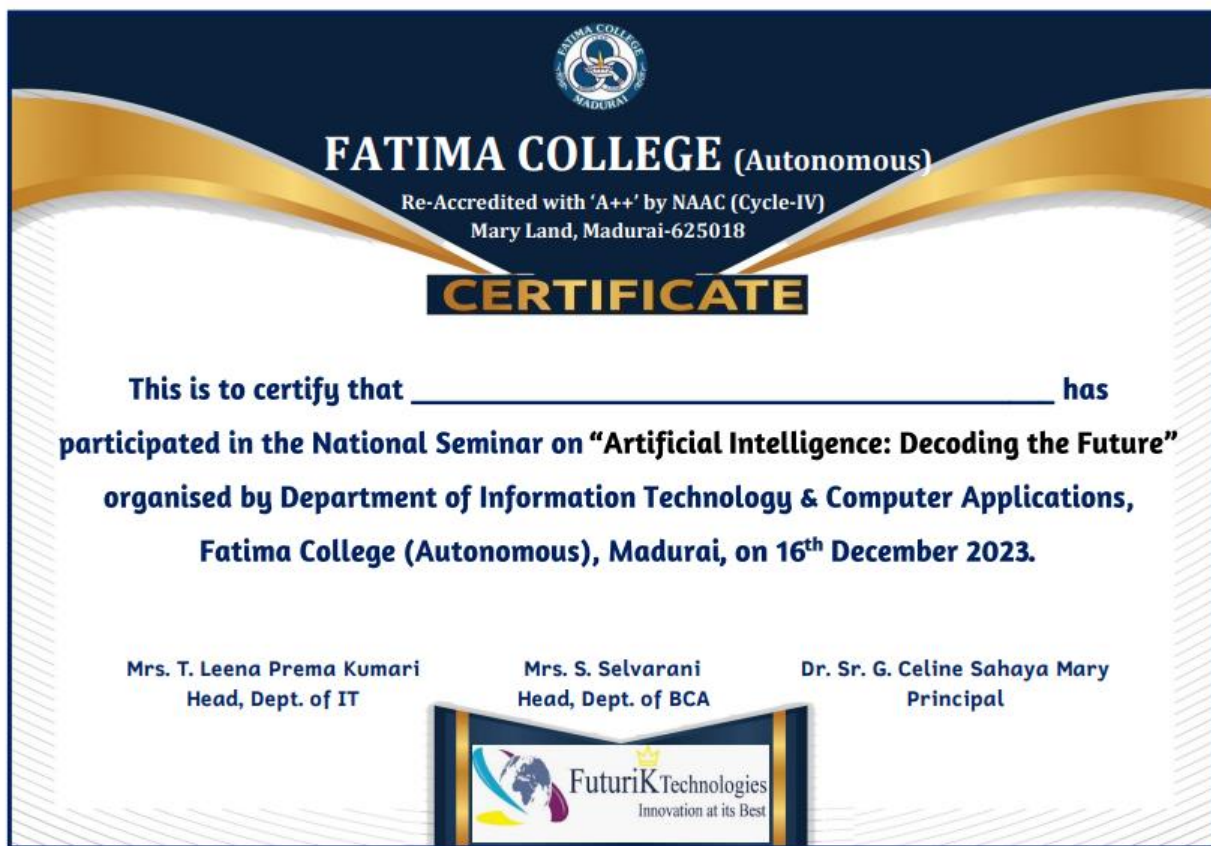 FATIMA COLLEGE
MADURAI
FATIMA COLLEGE (Autonomous)
Re-Accredited with ‘A++’ by NAAC (Cycle-IV)
Mary Land, Madurai-625018
CERTIFICATE
This is to certify that ______________________________ has
participated in the National Seminar on “Artificial Intelligence: Decoding the Future”
organised by Department of Information Technology & Computer Applications,
Fatima College (Autonomous), Madurai, on 16th December 2023.
Mrs. T. Leena Prema Kumari
Head, Dept. of IT
Mrs. S. Selvarani
Head, Dept. of BCA
Dr. Sr. G. Celine Sahaya Mary
Principal
FuturiK Technologies
Innovation at its Best